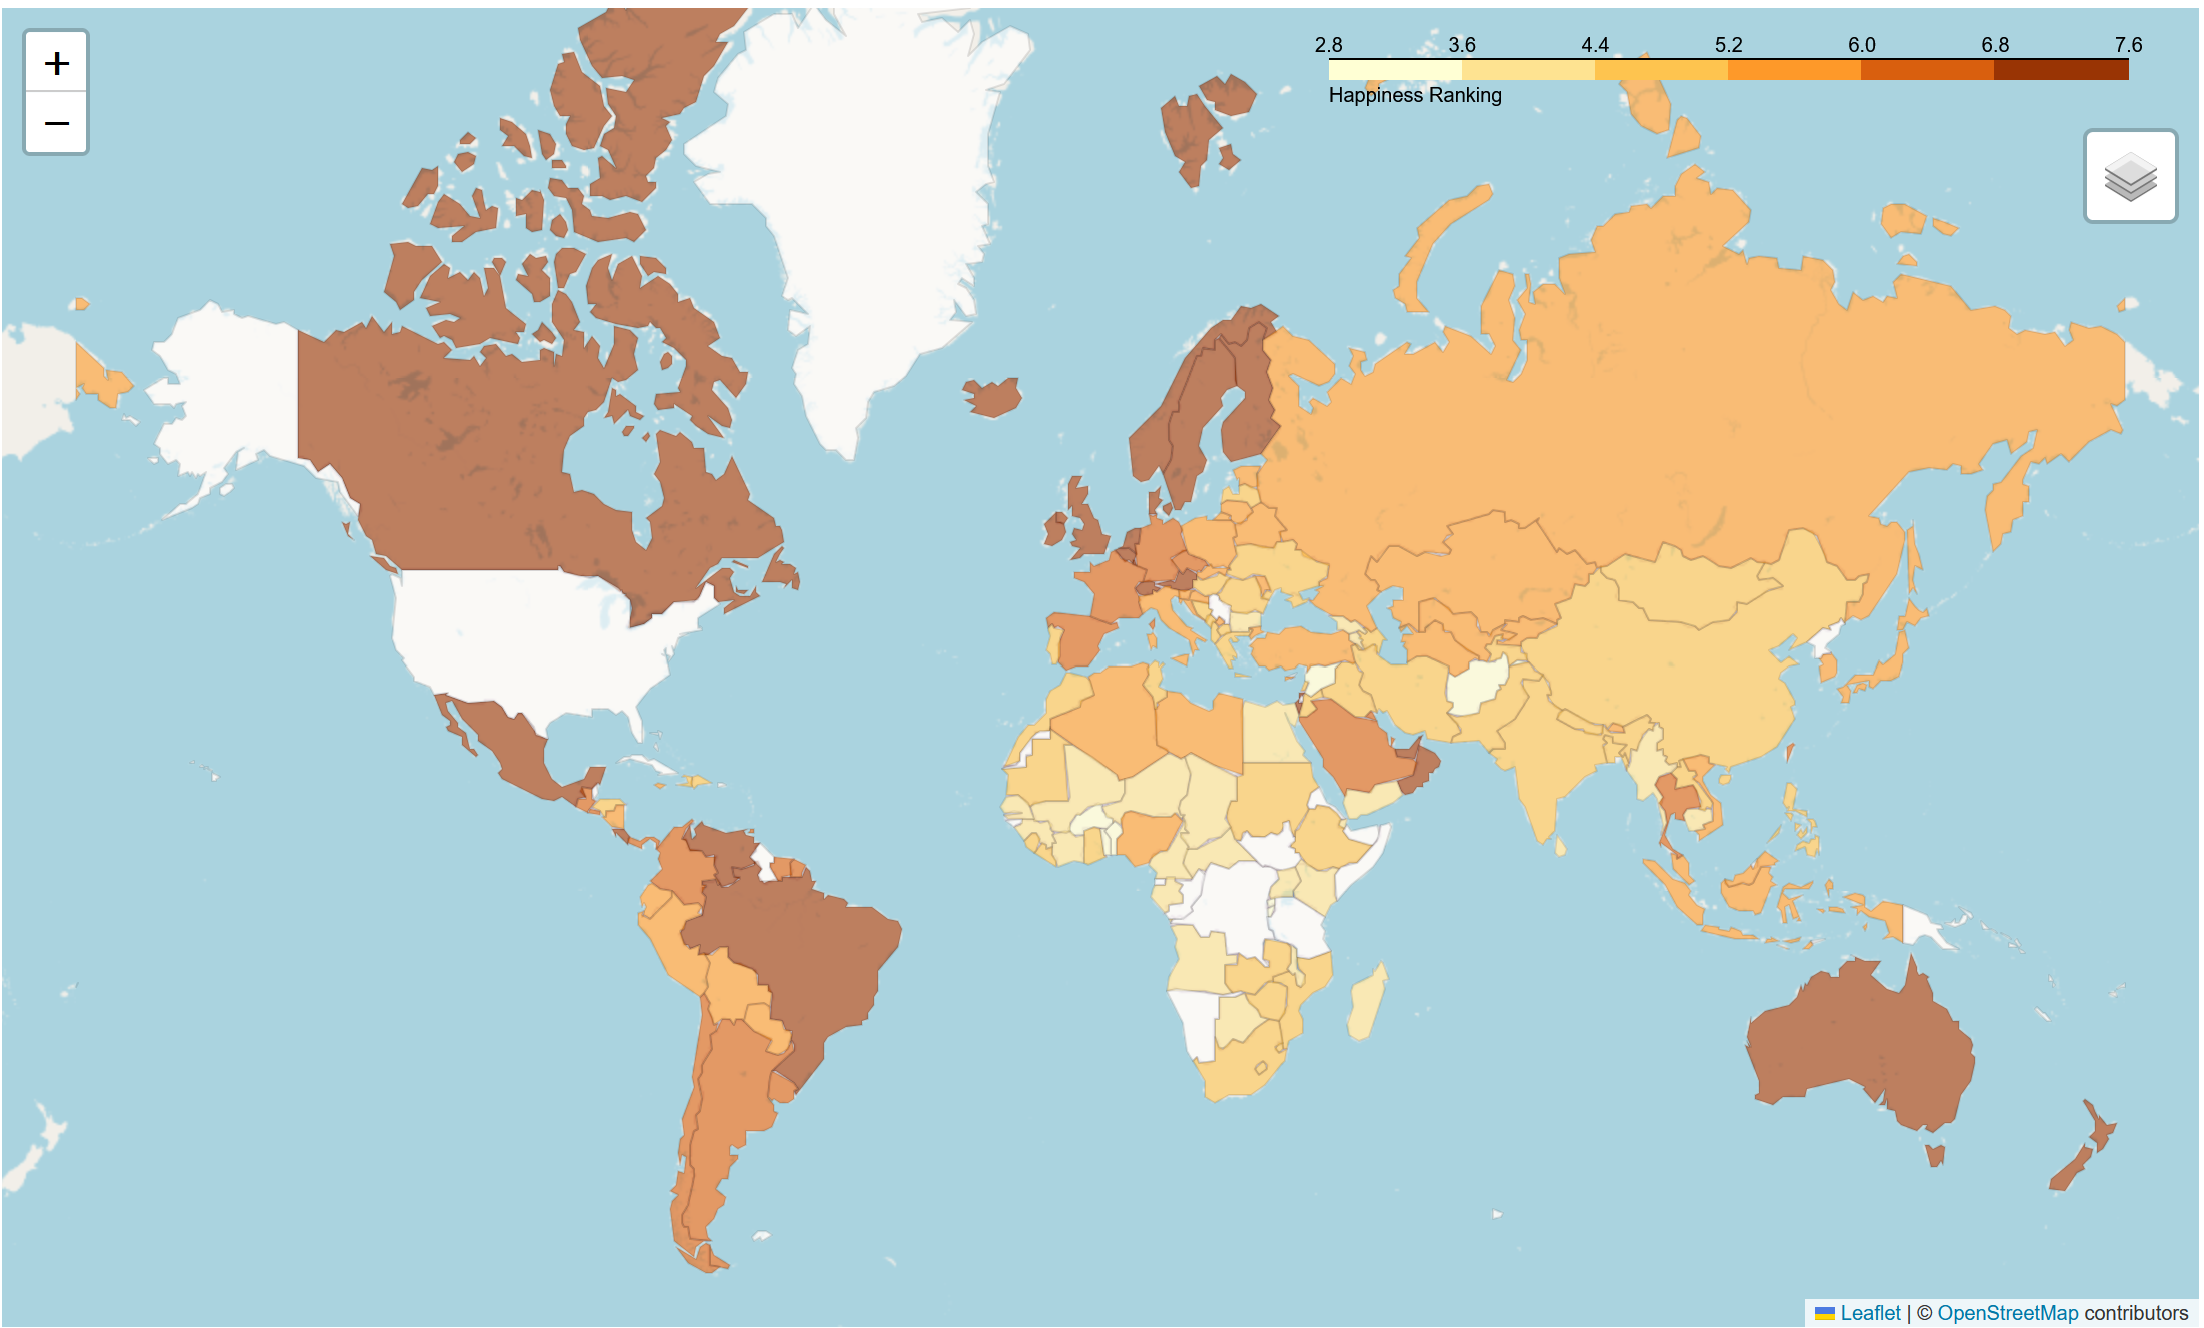 +
−
2.8 3.6 4.4 5.2 6.0 6.8 7.6
Happiness Ranking
Leaflet | © OpenStreetMap contributors